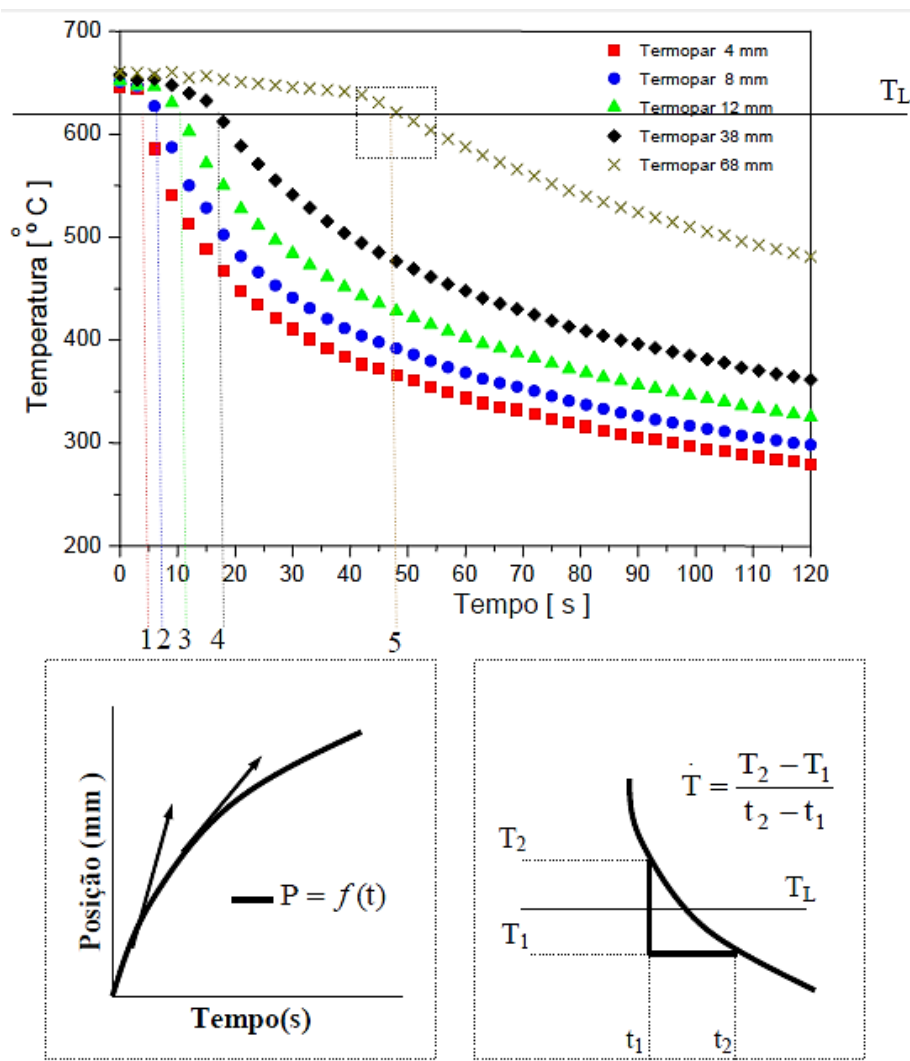 700
600
500
400
300
200
Temperatura [ °C ]
Termopar 4 mm
Termopar 8 mm
Termopar 12 mm
Termopar 38 mm
Termopar 68 mm
T_L
0 10 20 30 40 50 60 70 80 90 100 110 120
Tempo [ s ]
1 2 3 4 5
Posição (mm )
P = f(t)
Tempo(s)
Ṫ = (T₂ − T₁) / (t₂ − t₁)
T₂
T_L
T₁
t₁ t₂